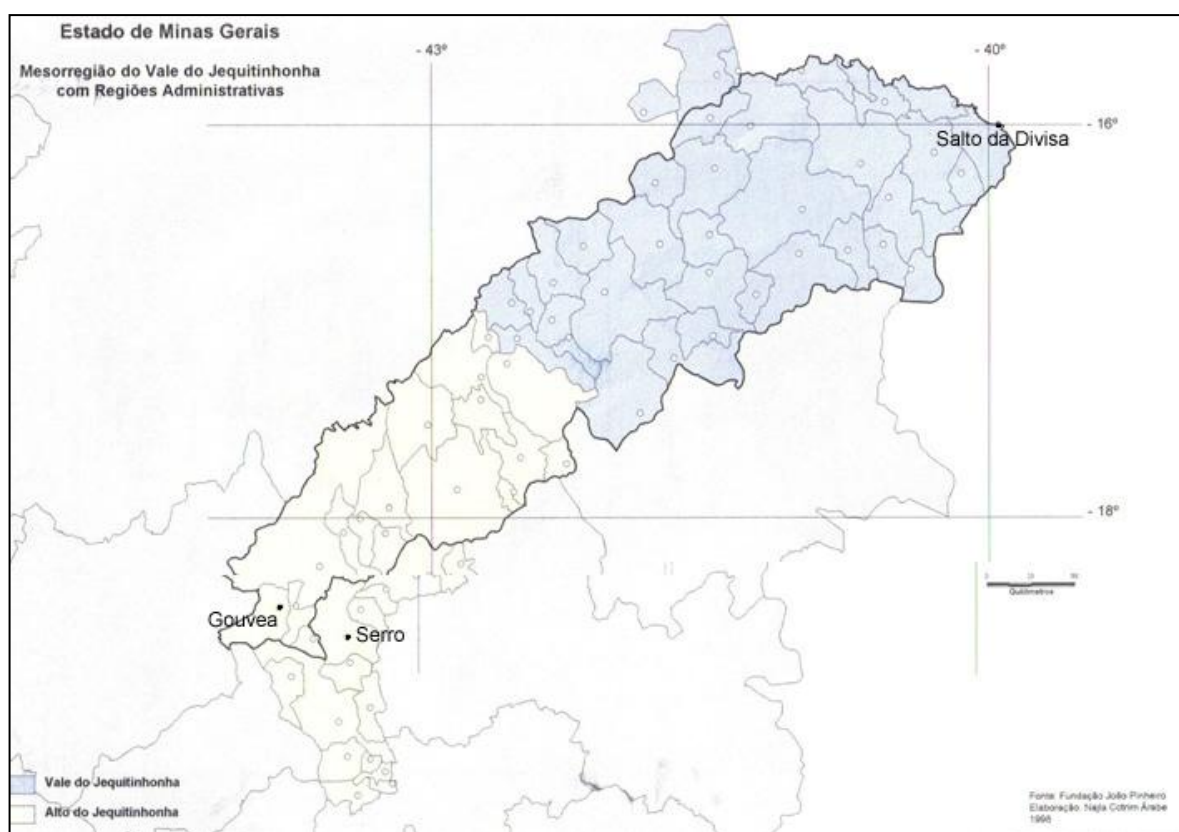 Estado de Minas Gerais
Mesorregião do Vale do Jequitinhonha
com Regiões Administrativas
- 43º
- 40º
- 16º
Salto da Divisa
- 18º
Quilômetros
Gouvea
Serro
Vale do Jequitinhonha
Alto do Jequitinhonha
Fonte: Fundação João Pinheiro
Elaboração: Najla Cotrim Árabe
1998